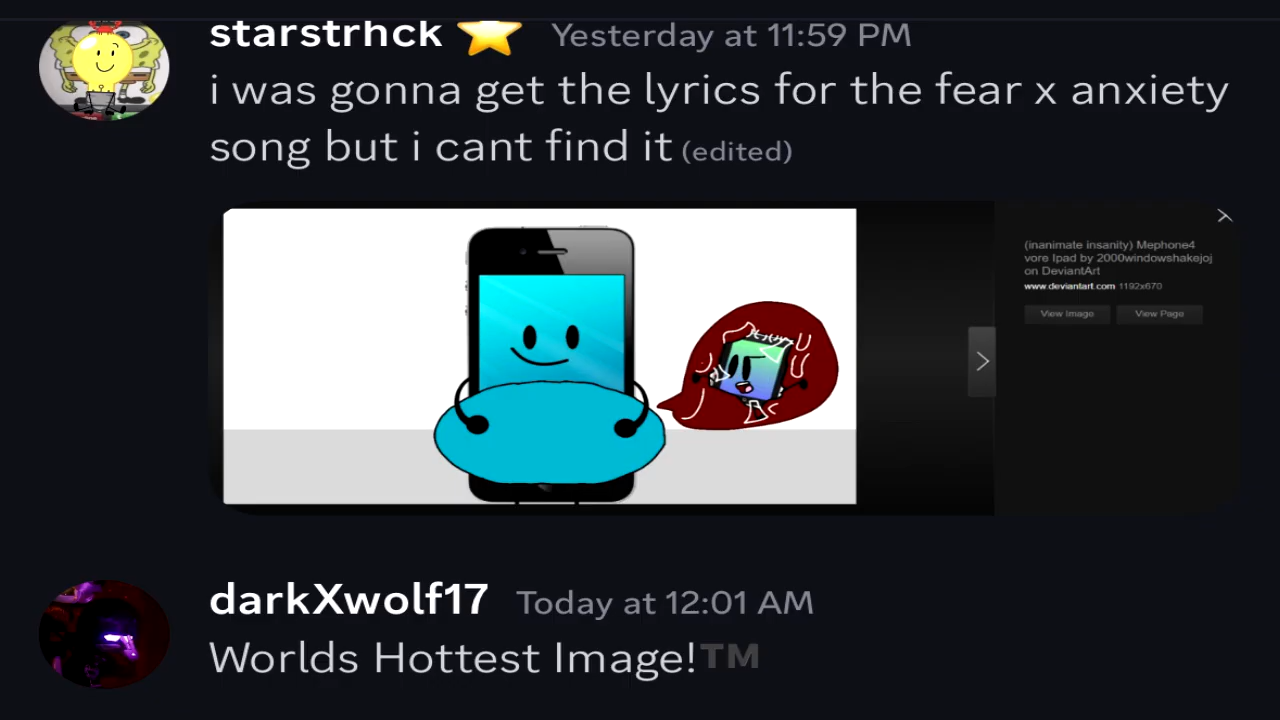 starstrhck ⭐ Yesterday at 11:59 PM
i was gonna get the lyrics for the fear x anxiety
song but i cant find it (edited)
(inanimate insanity) Mephone4
vore Ipad by 2000windowshakejoj
on DeviantArt
www.deviantart.com 1192x670
View Image View Page
darkXwolf17 Today at 12:01 AM
Worlds Hottest Image!™